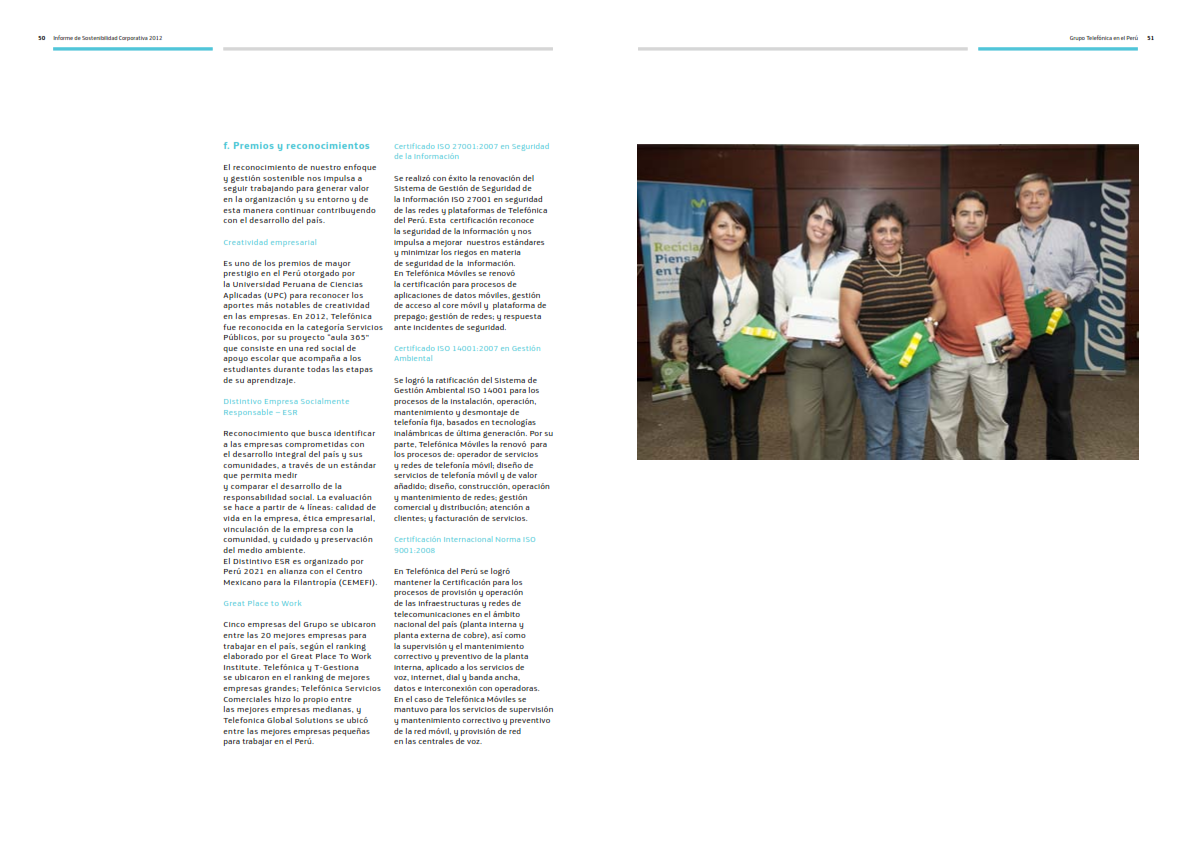 50 Informe de Sostenibilidad Corporativa 2012
Grupo Telefónica en el Perú 51
f. Premios y reconocimientos
El reconocimiento de nuestro enfoque
y gestión sostenible nos impulsa a
seguir trabajando para generar valor
en la organización y su entorno y de
esta manera continuar contribuyendo
con el desarrollo del país.
Creatividad empresarial
Es uno de los premios de mayor
prestigio en el Perú otorgado por
la Universidad Peruana de Ciencias
Aplicadas (UPC) para reconocer los
aportes más notables de creatividad
en las empresas. En 2012, Telefónica
fue reconocida en la categoría Servicios
Públicos, por su proyecto "aula 365"
que consiste en una red social de
apoyo escolar que acompaña a los
estudiantes durante todas las etapas
de su aprendizaje.
Distintivo Empresa Socialmente
Responsable – ESR
Reconocimiento que busca identificar
a las empresas comprometidas con
el desarrollo integral del país y sus
comunidades, a través de un estándar
que permita medir
y comparar el desarrollo de la
responsabilidad social. La evaluación
se hace a partir de 4 líneas: calidad de
vida en la empresa, ética empresarial,
vinculación de la empresa con la
comunidad, y cuidado y preservación
del medio ambiente.
El Distintivo ESR es organizado por
Perú 2021 en alianza con el Centro
Mexicano para la Filantropía (CEMEFI).
Great Place to Work
Cinco empresas del Grupo se ubicaron
entre las 20 mejores empresas para
trabajar en el país, según el ranking
elaborado por el Great Place To Work
Institute. Telefónica y T-Gestiona
se ubicaron en el ranking de mejores
empresas grandes; Telefónica Servicios
Comerciales hizo lo propio entre
las mejores empresas medianas, y
Telefonica Global Solutions se ubicó
entre las mejores empresas pequeñas
para trabajar en el Perú.
Certificado ISO 27001:2007 en Seguridad
de la Información
Se realizó con éxito la renovación del
Sistema de Gestión de Seguridad de
la Información ISO 27001 en seguridad
de las redes y plataformas de Telefónica
del Perú. Esta certificación reconoce
la seguridad de la información y nos
impulsa a mejorar nuestros estándares
y minimizar los riegos en materia
de seguridad de la información.
En Telefónica Móviles se renovó
la certificación para procesos de
aplicaciones de datos móviles, gestión
de acceso al core móvil y plataforma de
prepago; gestión de redes; y respuesta
ante incidentes de seguridad.
Certificado ISO 14001:2007 en Gestión
Ambiental
Se logró la ratificación del Sistema de
Gestión Ambiental ISO 14001 para los
procesos de la instalación, operación,
mantenimiento y desmontaje de
telefonía fija, basados en tecnologías
inalámbricas de última generación. Por su
parte, Telefónica Móviles la renovó para
los procesos de: operador de servicios
y redes de telefonía móvil; diseño de
servicios de telefonía móvil y de valor
añadido; diseño, construcción, operación
y mantenimiento de redes; gestión
comercial y distribución; atención a
clientes; y facturación de servicios.
Certificación internacional Norma ISO
9001:2008
En Telefónica del Perú se logró
mantener la Certificación para los
procesos de provisión y operación
de las infraestructuras y redes de
telecomunicaciones en el ámbito
nacional del país (planta interna y
planta externa de cobre), así como
la supervisión y el mantenimiento
correctivo y preventivo de la planta
interna, aplicado a los servicios de
voz, internet, dial y banda ancha,
datos e interconexión con operadoras.
En el caso de Telefónica Móviles se
mantuvo para los servicios de supervisión
y mantenimiento correctivo y preventivo
de la red móvil, y provisión de red
en las centrales de voz.
Recicla
Piensa
en t
Telefónica